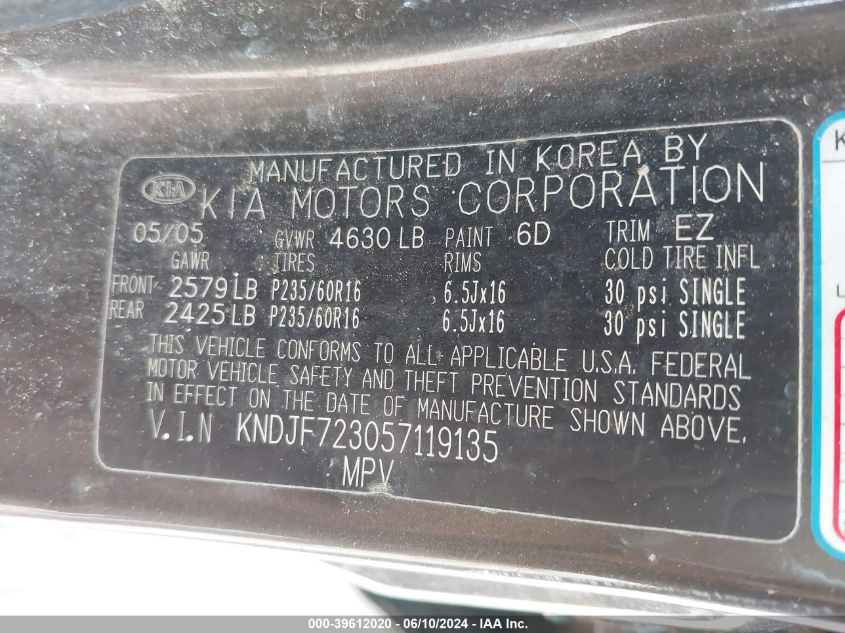 MANUFACTURED IN KOREA BY
KIA KIA MOTORS CORPORATION
05/05 GVWR 4630 LB PAINT 6D TRIM EZ
GAWR TIRES RIMS COLD TIRE INFL
FRONT 2579 LB P235/60R16 6.5Jx16 30 psi SINGLE
REAR 2425 LB P235/60R16 6.5Jx16 30 psi SINGLE
THIS VEHICLE CONFORMS TO ALL APPLICABLE U.S.A. FEDERAL
MOTOR VEHICLE SAFETY AND THEFT PREVENTION STANDARDS
IN EFFECT ON THE DATE OF MANUFACTURE SHOWN ABOVE.
V.I.N KNDJF723057119135
MPV
000-39612020 - 06/10/2024 - IAA Inc.